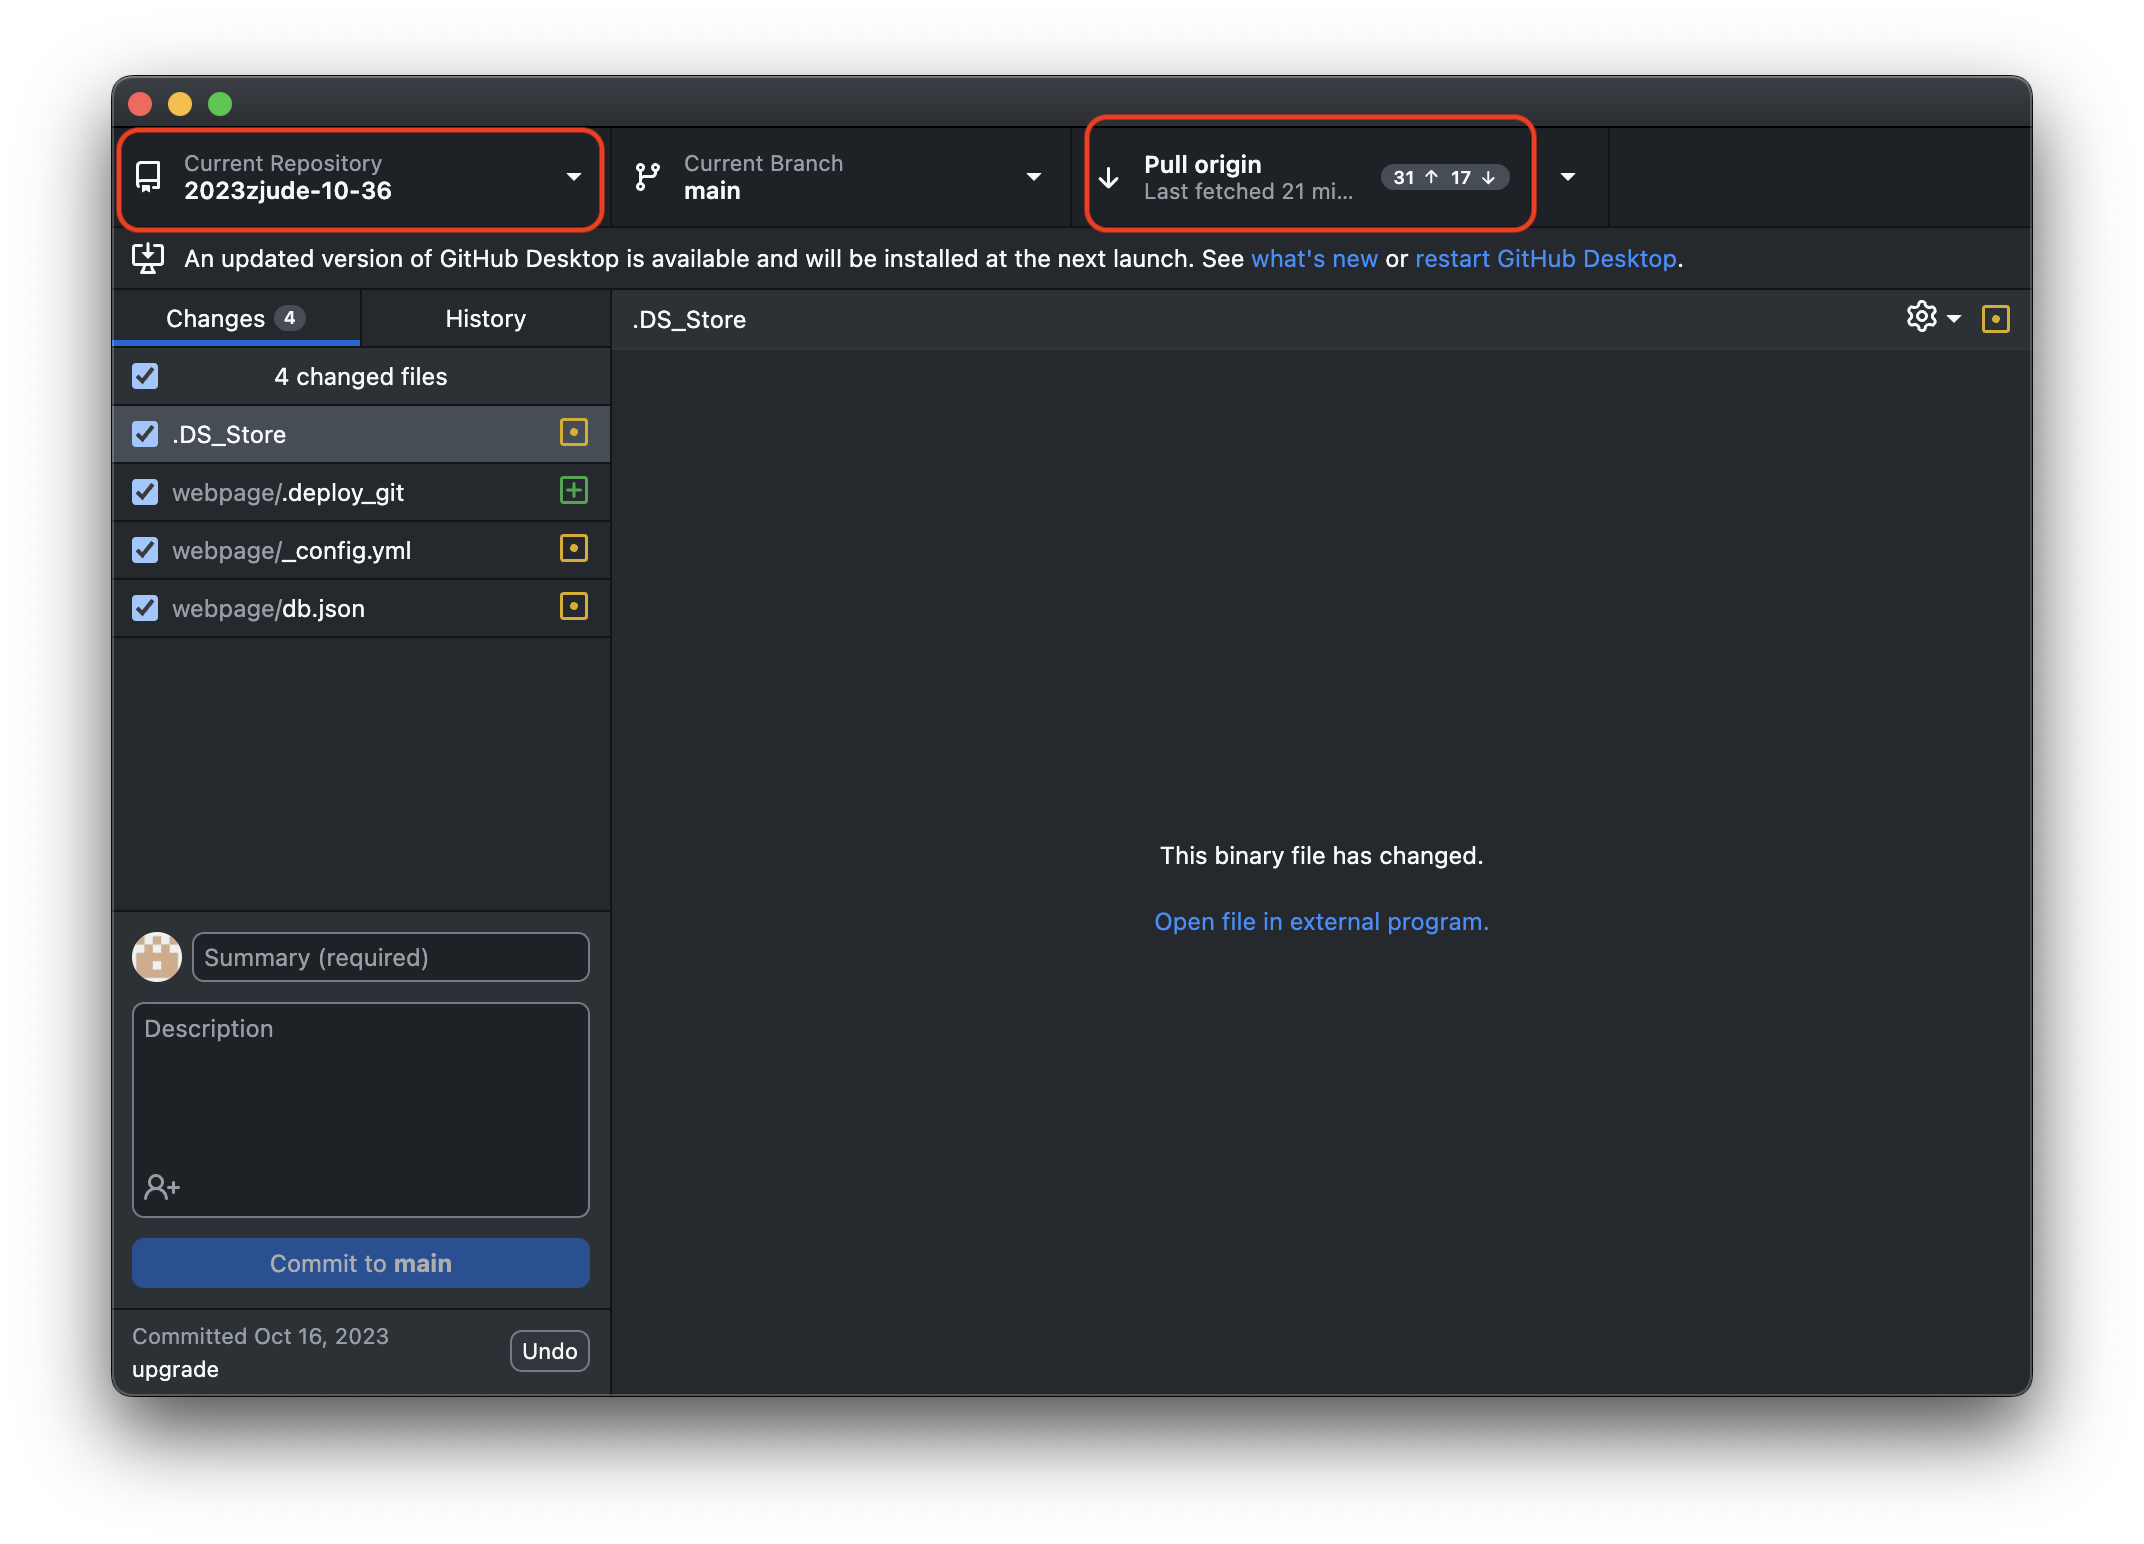 Current Repository
2023zjude-10-36
Current Branch
main
Pull origin
Last fetched 21 mi...
31 ↑ 17 ↓
An updated version of GitHub Desktop is available and will be installed at the next launch. See what's new or restart GitHub Desktop.
Changes 4
History
.DS_Store
4 changed files
.DS_Store
webpage/.deploy_git
webpage/_config.yml
webpage/db.json
This binary file has changed.
Open file in external program.
Summary (required)
Description
Commit to main
Committed Oct 16, 2023
upgrade
Undo